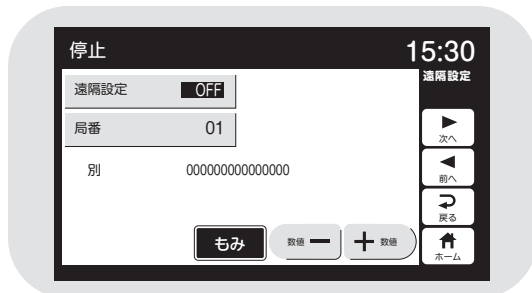 停止 15:30
遠隔設定
遠隔設定 OFF
局番 01
次へ
別 000000000000000
前へ
戻る
もみ 数値 − + 数値
ホーム